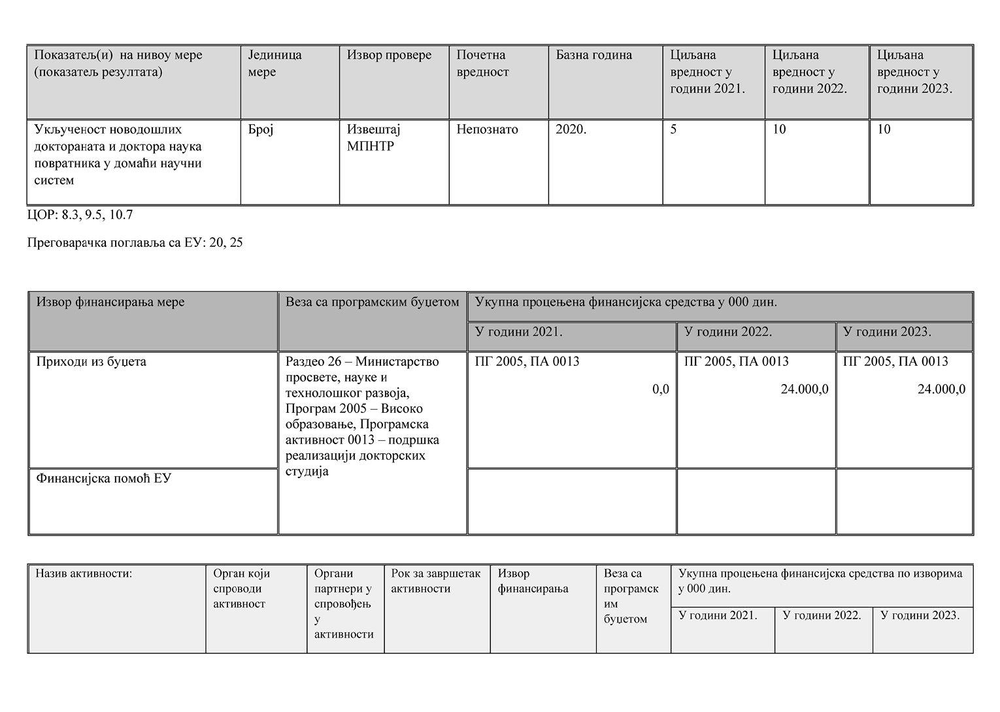 Показатељ(и) на нивоу мере
(показатељ резултата)
Јединица
мере
Извор провере
Почетна
вредност
Базна година
Циљана
вредност у
години 2021.
Циљана
вредност у
години 2022.
Циљана
вредност у
години 2023.
Укљученост новодошлих
доктораната и доктора наука
повратника у домаћи научни
систем
Број
Извештај
МПНТР
Непознато
2020.
5
10
10
ЦОР: 8.3, 9.5, 10.7
Преговарачка поглавља са ЕУ: 20, 25
Извор финансирања мере
Веза са програмским буџетом
Укупна процењена финансијска средства у 000 дин.
У години 2021.
У години 2022.
У години 2023.
Приходи из буџета
Раздео 26 – Министарство
просвете, науке и
технолошког развоја,
Програм 2005 – Високо
образовање, Програмска
активност 0013 – подршка
реализацији докторских
студија
ПГ 2005, ПА 0013
0,0
ПГ 2005, ПА 0013
24.000,0
ПГ 2005, ПА 0013
24.000,0
Финансијска помоћ ЕУ
Назив активности:
Орган који
спроводи
активност
Органи
партнери у
спровођењ
у
активности
Рок за завршетак
активности
Извор
финансирања
Веза са
програмск
им
буџетом
Укупна процењена финансијска средства по изворима
у 000 дин.
У години 2021.
У години 2022.
У години 2023.